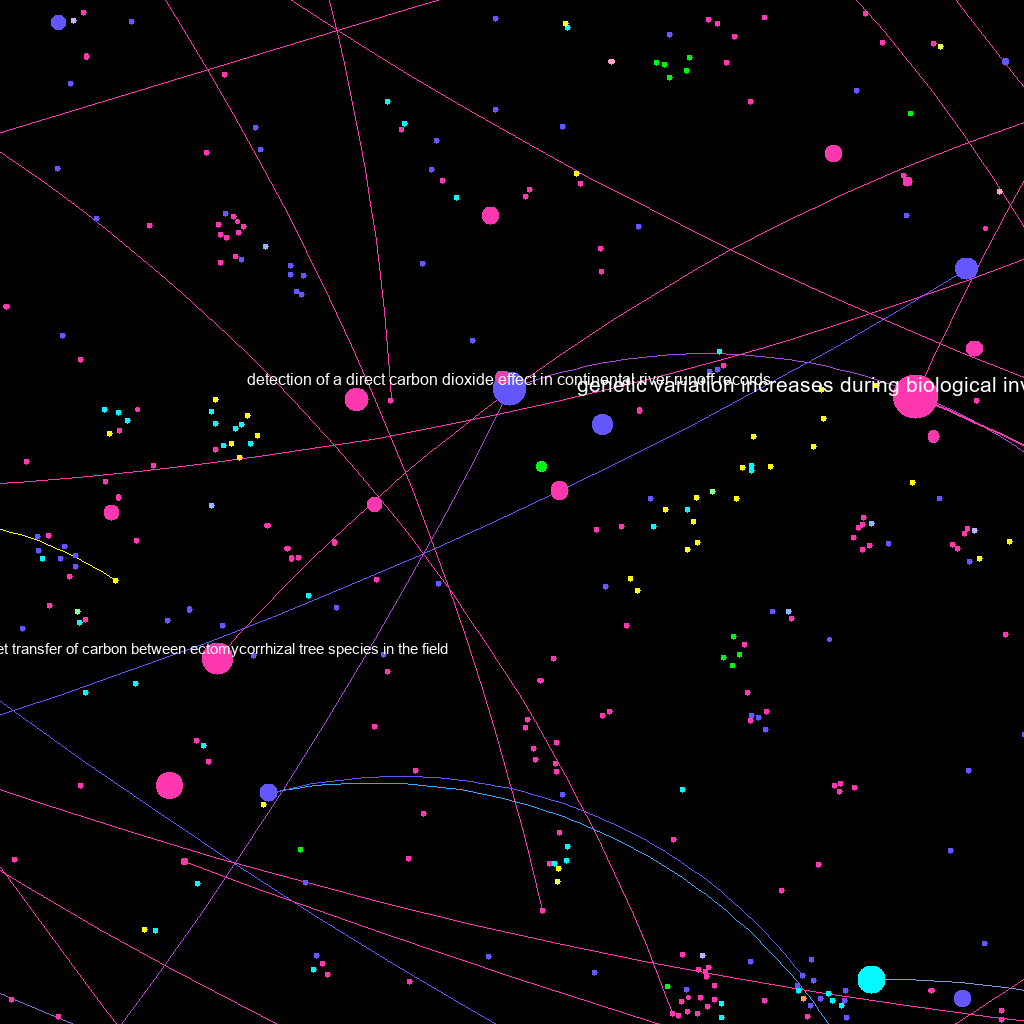 detection of a direct carbon dioxide effect in continental river runoff records
genetic variation increases during biological inv
et transfer of carbon between ectomycorrhizal tree species in the field